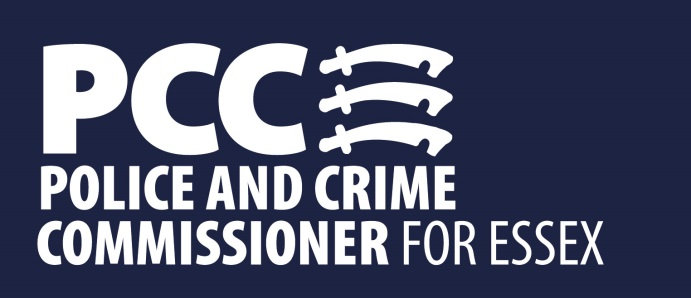 PCC
POLICE AND CRIME
COMMISSIONER FOR ESSEX